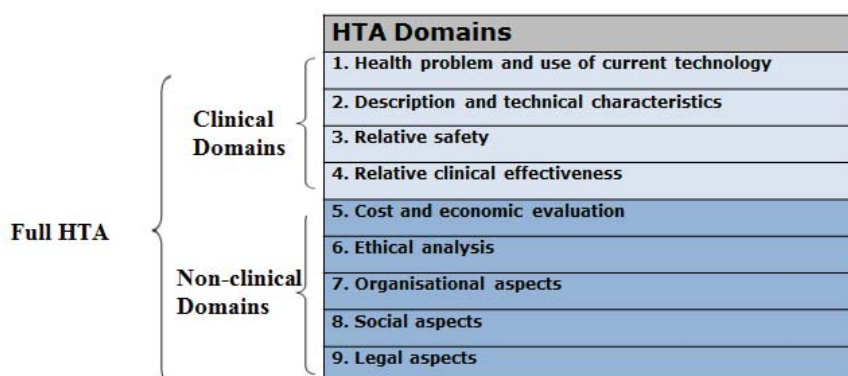 HTA Domains
1. Health problem and use of current technology
2. Description and technical characteristics
3. Relative safety
4. Relative clinical effectiveness
5. Cost and economic evaluation
6. Ethical analysis
7. Organisational aspects
8. Social aspects
9. Legal aspects
Clinical
Domains
Full HTA
Non-clinical
Domains